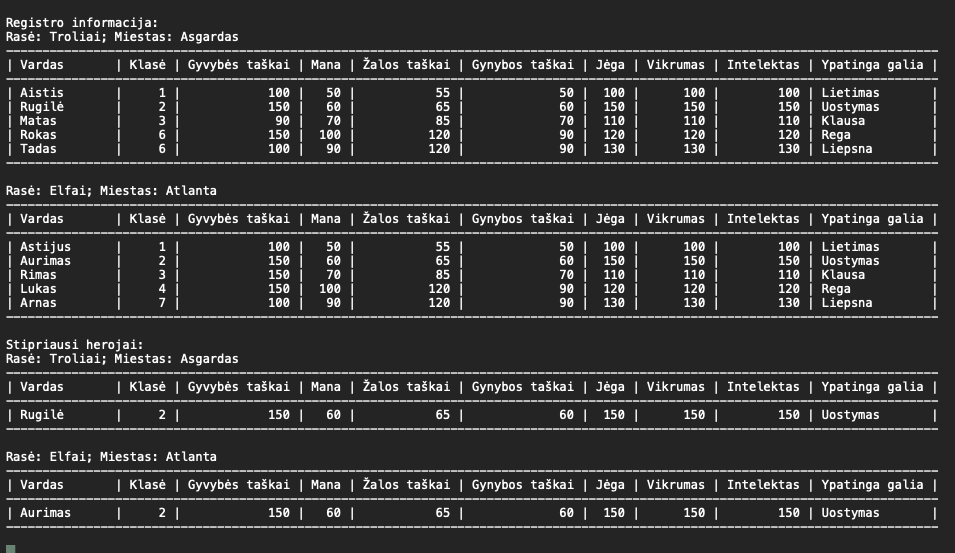 Registro informacija:
Rasė: Troliai; Miestas: Asgardas
| Vardas | Klasė | Gyvybės taškai | Mana | Žalos taškai | Gynybos taškai | Jėga | Vikrumas | Intelektas | Ypatinga galia |
| Aistis | 1 | 100 | 50 | 55 | 50 | 100 | 100 | 100 | Lietimas |
| Rugilė | 2 | 150 | 60 | 65 | 60 | 150 | 150 | 150 | Uostymas |
| Matas | 3 | 90 | 70 | 85 | 70 | 110 | 110 | 110 | Klausa |
| Rokas | 6 | 150 | 100 | 120 | 90 | 120 | 120 | 120 | Rega |
| Tadas | 6 | 100 | 90 | 120 | 90 | 130 | 130 | 130 | Liepsna |
Rasė: Elfai; Miestas: Atlanta
| Vardas | Klasė | Gyvybės taškai | Mana | Žalos taškai | Gynybos taškai | Jėga | Vikrumas | Intelektas | Ypatinga galia |
| Astijus | 1 | 100 | 50 | 55 | 50 | 100 | 100 | 100 | Lietimas |
| Aurimas | 2 | 150 | 60 | 65 | 60 | 150 | 150 | 150 | Uostymas |
| Rimas | 3 | 150 | 70 | 85 | 70 | 110 | 110 | 110 | Klausa |
| Lukas | 4 | 150 | 100 | 120 | 90 | 120 | 120 | 120 | Rega |
| Arnas | 7 | 100 | 90 | 120 | 90 | 130 | 130 | 130 | Liepsna |
Stipriausi herojai:
Rasė: Troliai; Miestas: Asgardas
| Vardas | Klasė | Gyvybės taškai | Mana | Žalos taškai | Gynybos taškai | Jėga | Vikrumas | Intelektas | Ypatinga galia |
| Rugilė | 2 | 150 | 60 | 65 | 60 | 150 | 150 | 150 | Uostymas |
Rasė: Elfai; Miestas: Atlanta
| Vardas | Klasė | Gyvybės taškai | Mana | Žalos taškai | Gynybos taškai | Jėga | Vikrumas | Intelektas | Ypatinga galia |
| Aurimas | 2 | 150 | 60 | 65 | 60 | 150 | 150 | 150 | Uostymas |